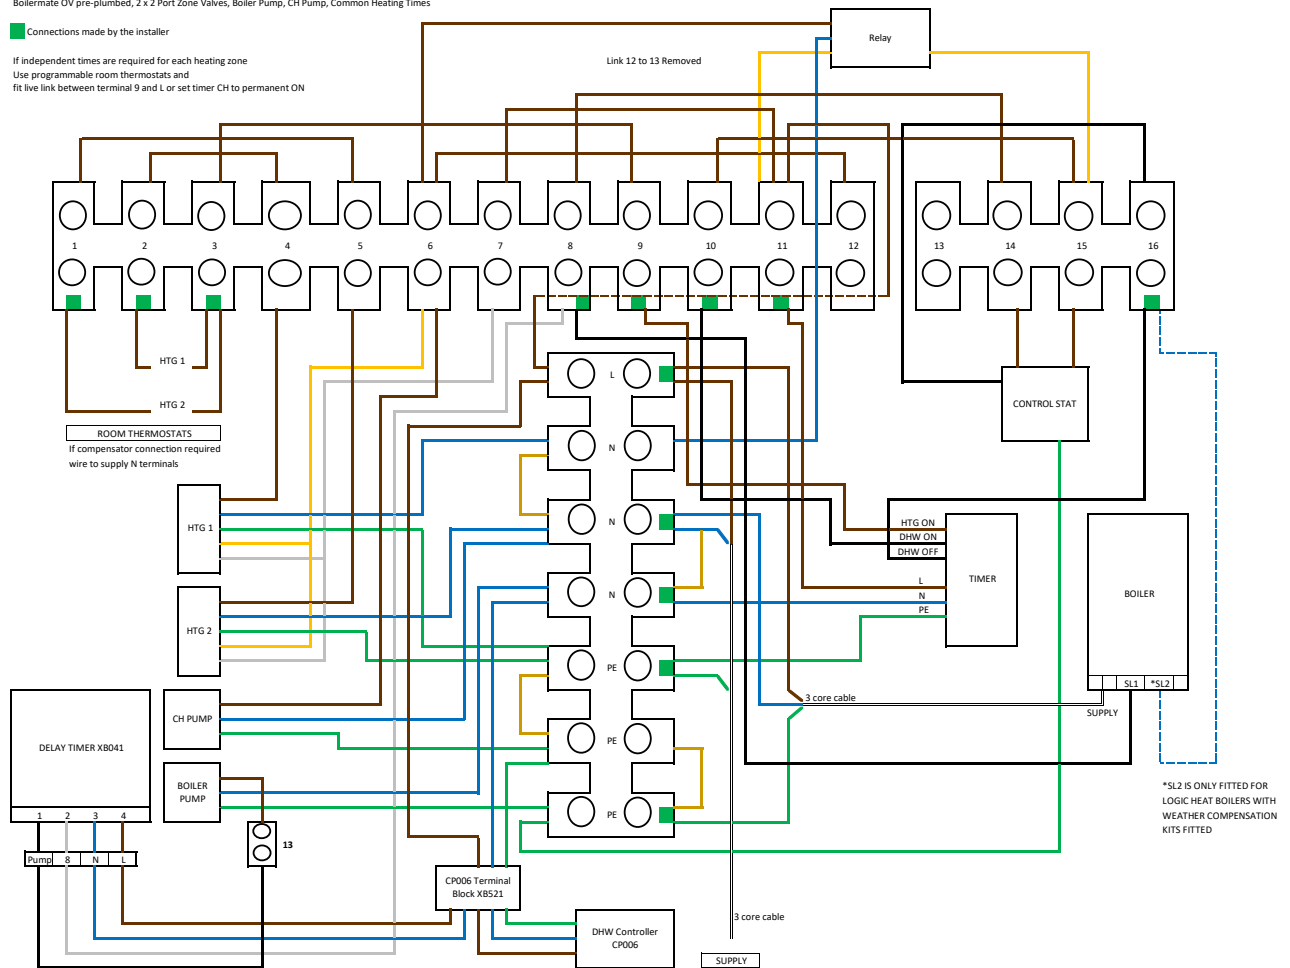 Boilermate OV pre-plumbed, 2 x 2 Port Zone Valves, Boiler Pump, CH Pump, Common Heating Times
Connections made by the installer
If independent times are required for each heating zone
Use programmable room thermostats and
fit live link between terminal 9 and L or set timer CH to permanent ON
Link 12 to 13 Removed
Relay
1 2 3 4 5 6 7 8 9 10 11 12 13 14 15 16
HTG 1
HTG 2
ROOM THERMOSTATS
If compensator connection required
wire to supply N terminals
L
N
N
N
PE
PE
PE
CONTROL STAT
HTG 1
HTG 2
CH PUMP
BOILER
PUMP
DELAY TIMER XB041
1 2 3 4
Pump 8 N L
13
HTG ON
DHW ON
DHW OFF
L
N
PE
TIMER
BOILER
SL1 *SL2
SUPPLY
3 core cable
*SL2 IS ONLY FITTED FOR
LOGIC HEAT BOILERS WITH
WEATHER COMPENSATION
KITS FITTED
CP006 Terminal
Block XB521
DHW Controller
CP006
3 core cable
SUPPLY